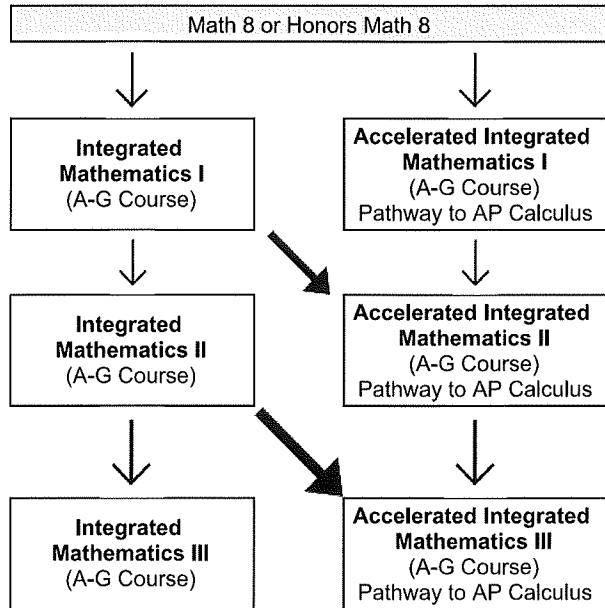 Math 8 or Honors Math 8
Integrated
Mathematics I
(A-G Course)
Accelerated Integrated
Mathematics I
(A-G Course)
Pathway to AP Calculus
Integrated
Mathematics II
(A-G Course)
Accelerated Integrated
Mathematics II
(A-G Course)
Pathway to AP Calculus
Integrated
Mathematics III
(A-G Course)
Accelerated Integrated
Mathematics III
(A-G Course)
Pathway to AP Calculus